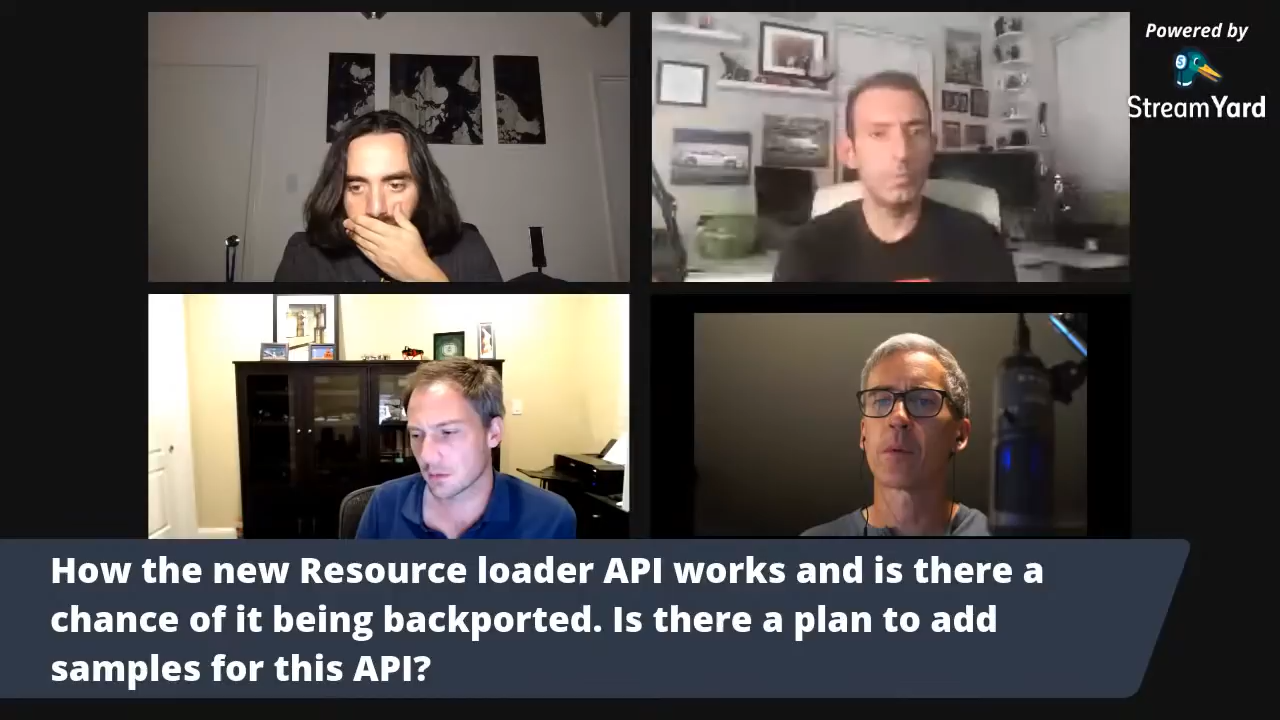 Powered by
StreamYard
How the new Resource loader API works and is there a
chance of it being backported. Is there a plan to add
samples for this API?